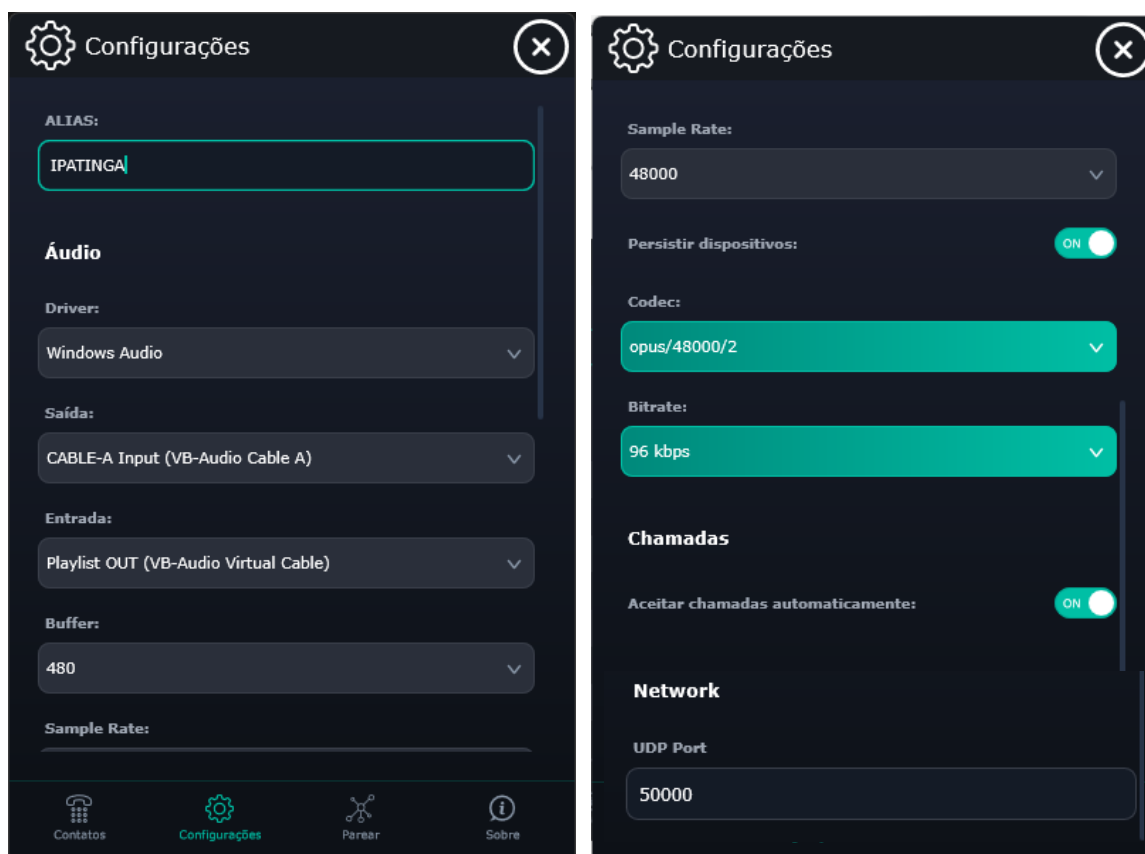 Configurações
ALIAS:
IPATINGA
Áudio
Driver:
Windows Audio
Saída:
CABLE-A Input (VB-Audio Cable A)
Entrada:
Playlist OUT (VB-Audio Virtual Cable)
Buffer:
480
Sample Rate:
Contatos
Configurações
Parear
Sobre
Configurações
Sample Rate:
48000
Persistir dispositivos:
ON
Codec:
opus/48000/2
Bitrate:
96 kbps
Chamadas
Aceitar chamadas automaticamente:
ON
Network
UDP Port
50000